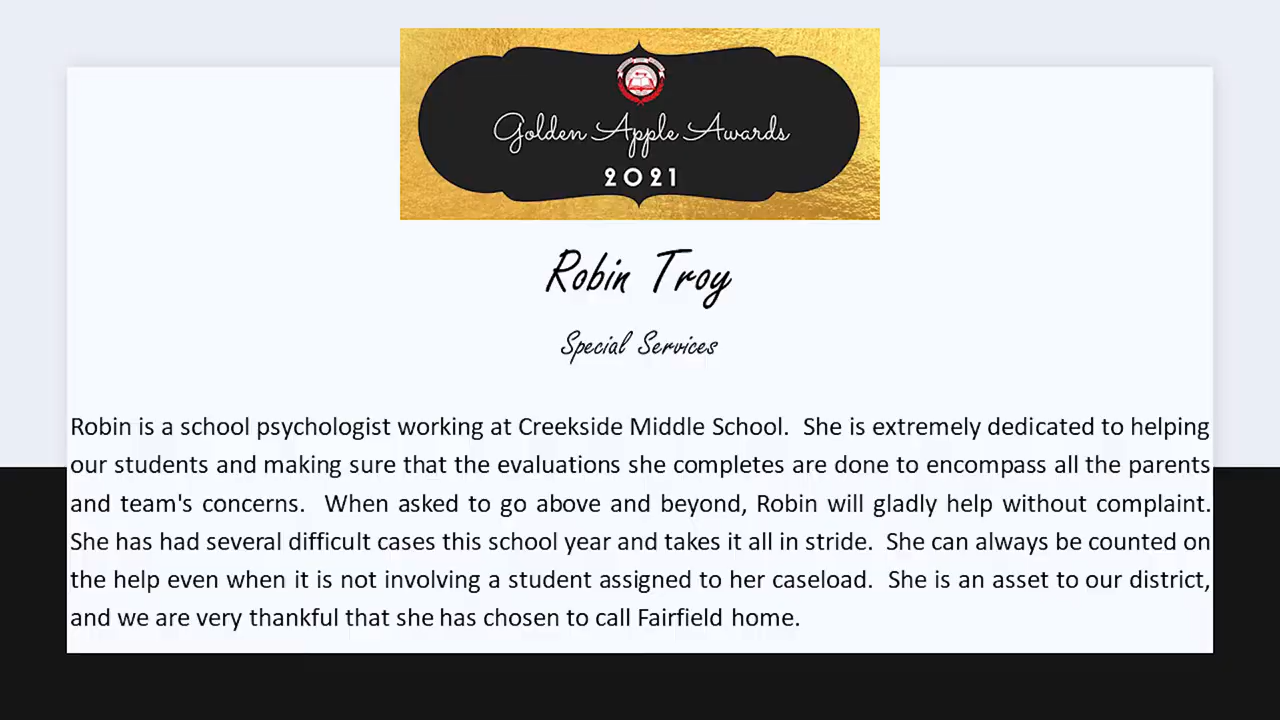 Golden Apple Awards
2021
Robin Troy
Special Services
Robin is a school psychologist working at Creekside Middle School.  She is extremely dedicated to helping
our students and making sure that the evaluations she completes are done to encompass all the parents
and team's concerns.  When asked to go above and beyond, Robin will gladly help without complaint.
She has had several difficult cases this school year and takes it all in stride.  She can always be counted on
the help even when it is not involving a student assigned to her caseload.  She is an asset to our district,
and we are very thankful that she has chosen to call Fairfield home.